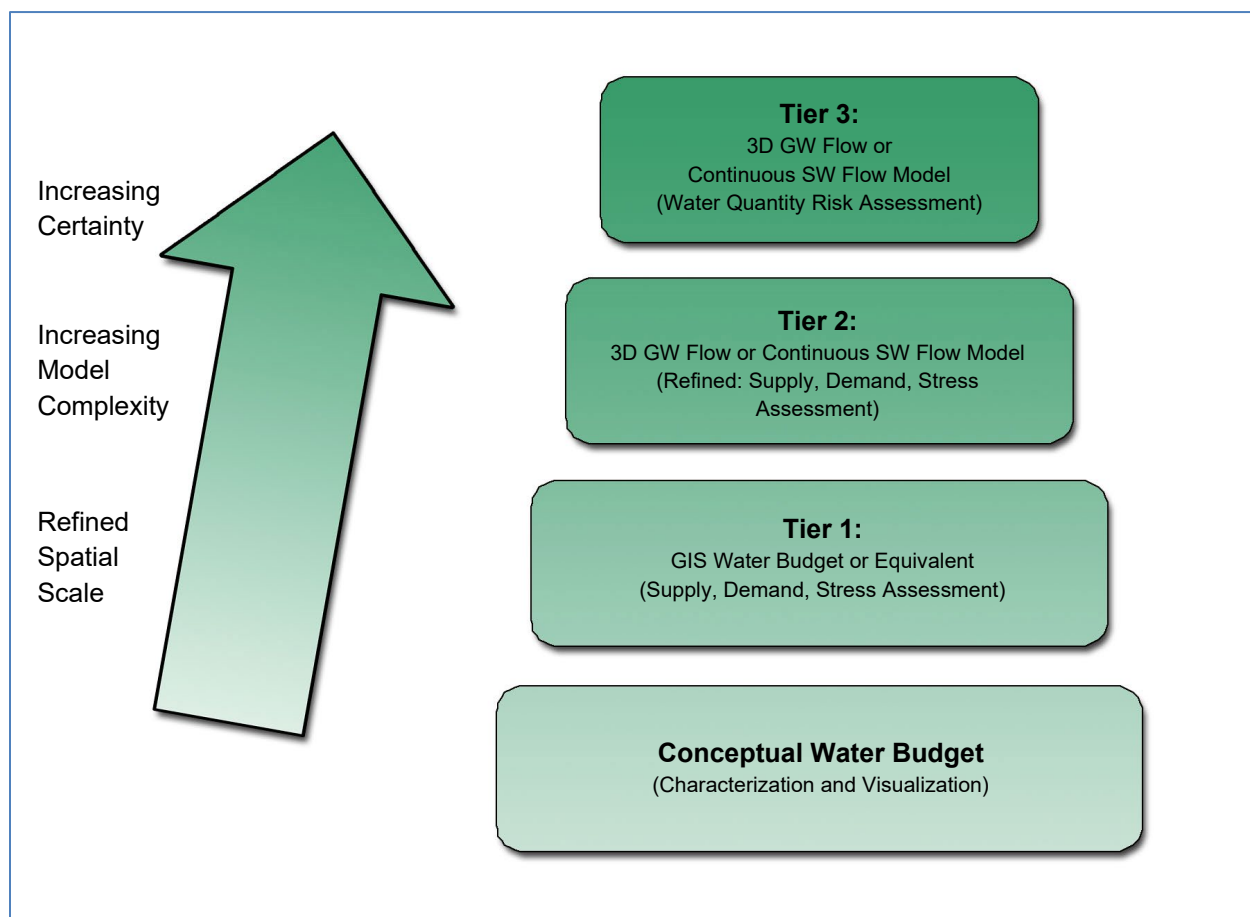 Increasing
Certainty
Increasing
Model
Complexity
Refined
Spatial
Scale
Tier 3:
3D GW Flow or
Continuous SW Flow Model
(Water Quantity Risk Assessment)
Tier 2:
3D GW Flow or Continuous SW Flow Model
(Refined: Supply, Demand, Stress
Assessment)
Tier 1:
GIS Water Budget or Equivalent
(Supply, Demand, Stress Assessment)
Conceptual Water Budget
(Characterization and Visualization)